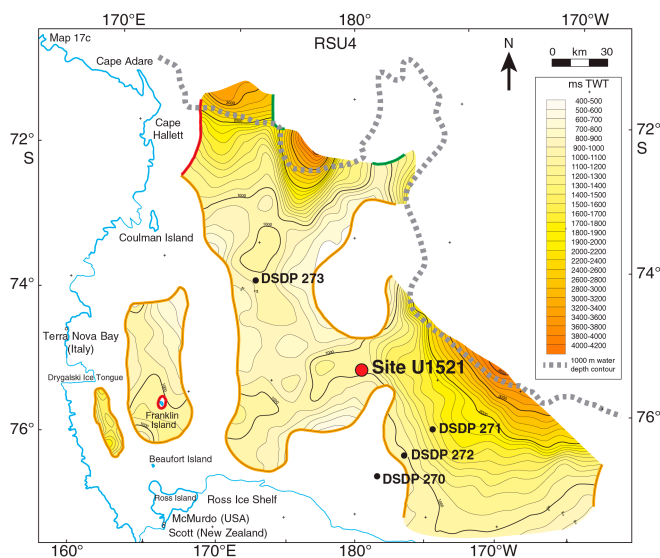 170°E
180°
170°W
Map 17c
RSU4
N
Cape Adare
0 km 30
ms TWT
400-500
500-600
600-700
700-800
800-900
900-1000
1000-1100
1100-1200
1200-1300
1300-1400
1400-1500
1500-1600
1600-1700
1700-1800
1800-1900
1900-2000
2000-2200
2200-2400
2400-2600
2600-2800
2800-3000
3000-3200
3200-3400
3400-3600
3600-3800
3800-4000
4000-4200
1000 m water
depth contour
Cape
Hallett
72°
S
72°
S
Coulman Island
DSDP 273
74°
74°
Terra Nova Bay
(Italy)
Drygalski Ice Tongue
Site U1521
Franklin
Island
DSDP 271
76°
76°
DSDP 272
Beaufort Island
DSDP 270
Ross Island
Ross Ice Shelf
McMurdo (USA)
Scott (New Zealand)
160°
170°E
180°
170°W